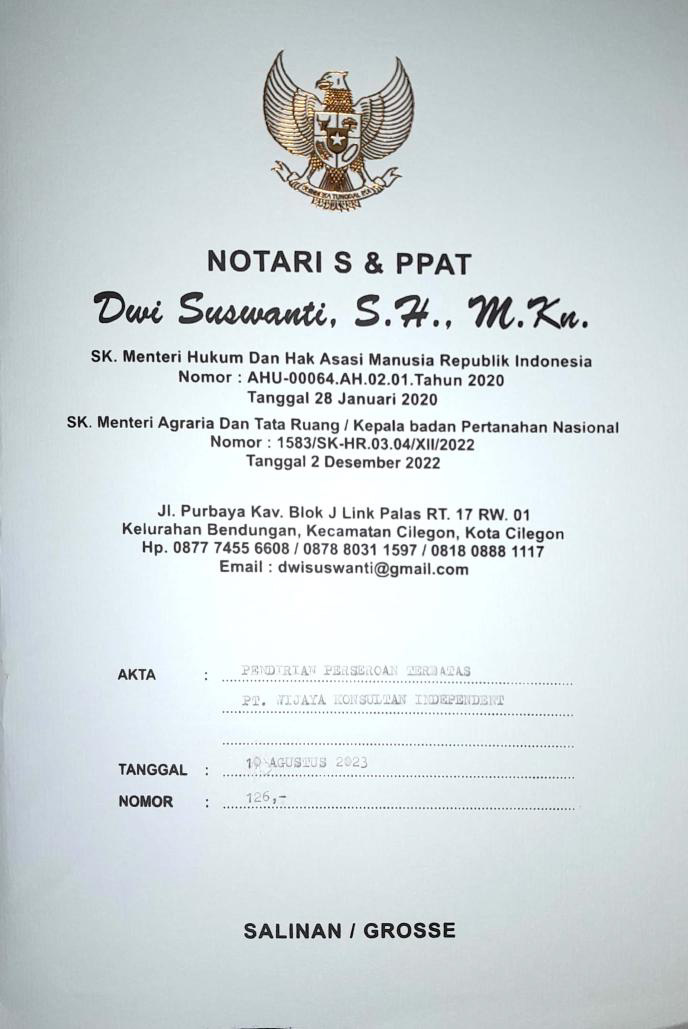 BHINNEKA TUNGGAL IKA
NOTARI S & PPAT
Dwi Suswanti, S.H., M.Kn.
SK. Menteri Hukum Dan Hak Asasi Manusia Republik Indonesia
Nomor : AHU-00064.AH.02.01.Tahun 2020
Tanggal 28 Januari 2020
SK. Menteri Agraria Dan Tata Ruang / Kepala badan Pertanahan Nasional
Nomor : 1583/SK-HR.03.04/XII/2022
Tanggal 2 Desember 2022
Jl. Purbaya Kav. Blok J Link Palas RT. 17 RW. 01
Kelurahan Bendungan, Kecamatan Cilegon, Kota Cilegon
Hp. 0877 7455 6608 / 0878 8031 1597 / 0818 0888 1117
Email : dwisuswanti@gmail.com
AKTA : PENDIRIAN PERSEROAN TERBATAS
PT. WIJAYA KONSULTAN INDEPENDENT
TANGGAL : AGUSTUS 2023
NOMOR : 126,-
SALINAN / GROSSE